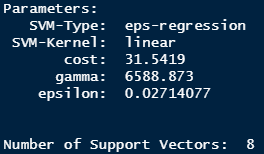 Parameters:
SVM-Type: eps-regression
SVM-Kernel: linear
cost: 31.5419
gamma: 6588.873
epsilon: 0.02714077
Number of Support Vectors: 8